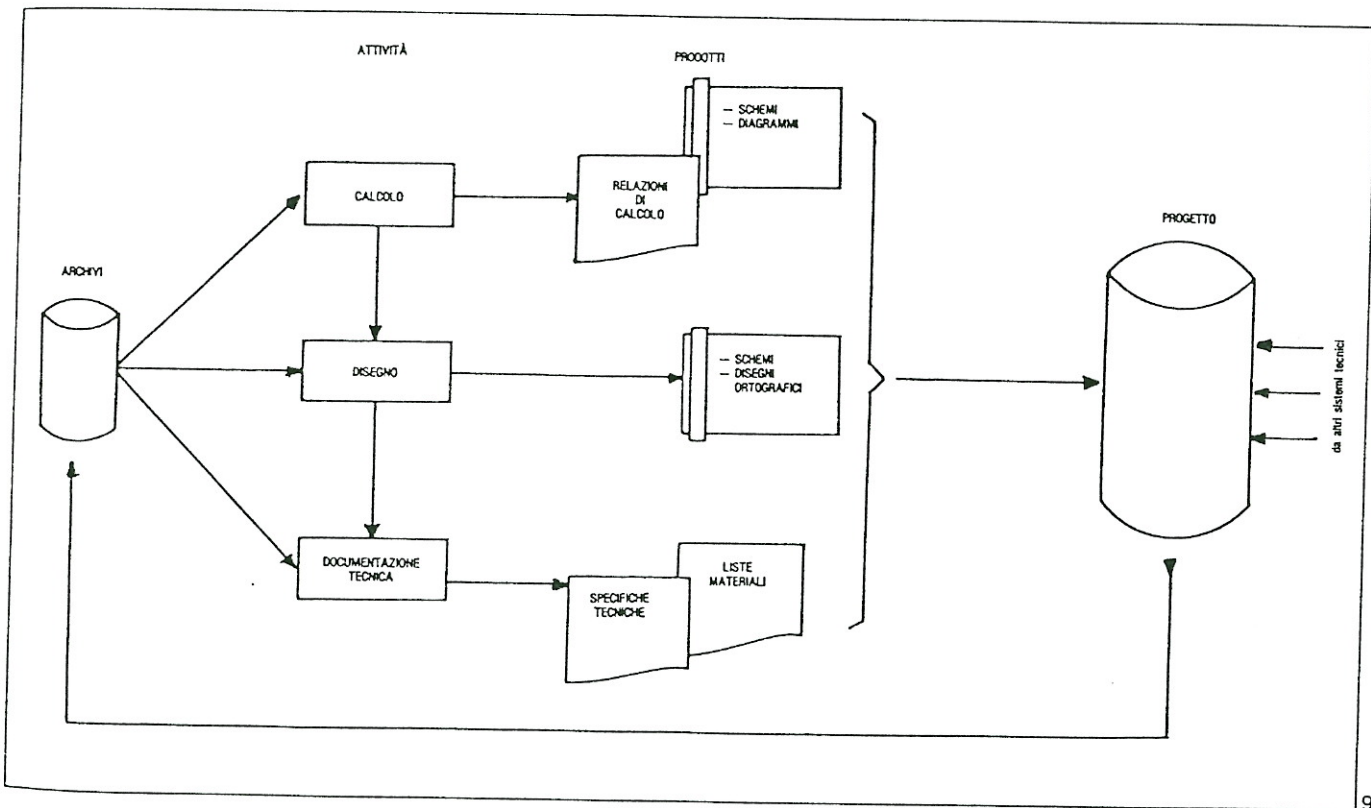 ATTIVITÀ
PRODOTTI
— SCHEMI
— DIAGRAMMI
CALCOLO
RELAZIONI
DI
CALCOLO
PROGETTO
ARCHIVI
DISEGNO
— SCHEMI
— DISEGNI
ORTOGRAFICI
da altri sistemi tecnici
DOCUMENTAZIONE
TECNICA
SPECIFICHE
TECNICHE
LISTE
MATERIALI